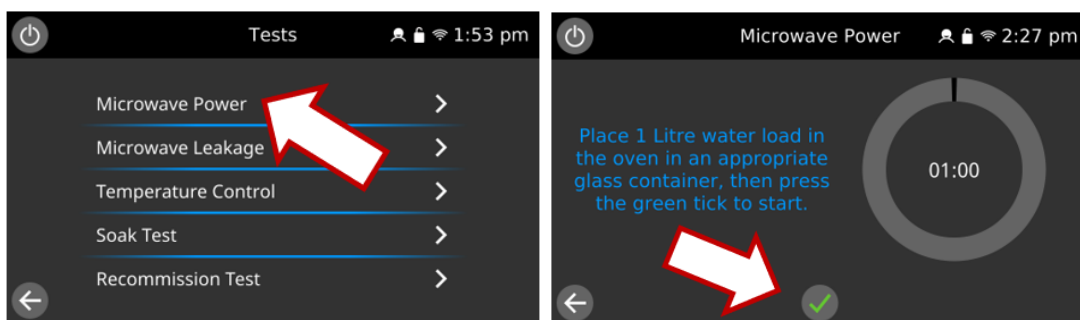 Tests
1:53 pm
Microwave Power
Microwave Leakage
Temperature Control
Soak Test
Recommission Test
Microwave Power
2:27 pm
Place 1 Litre water load in
the oven in an appropriate
glass container, then press
the green tick to start.
01:00